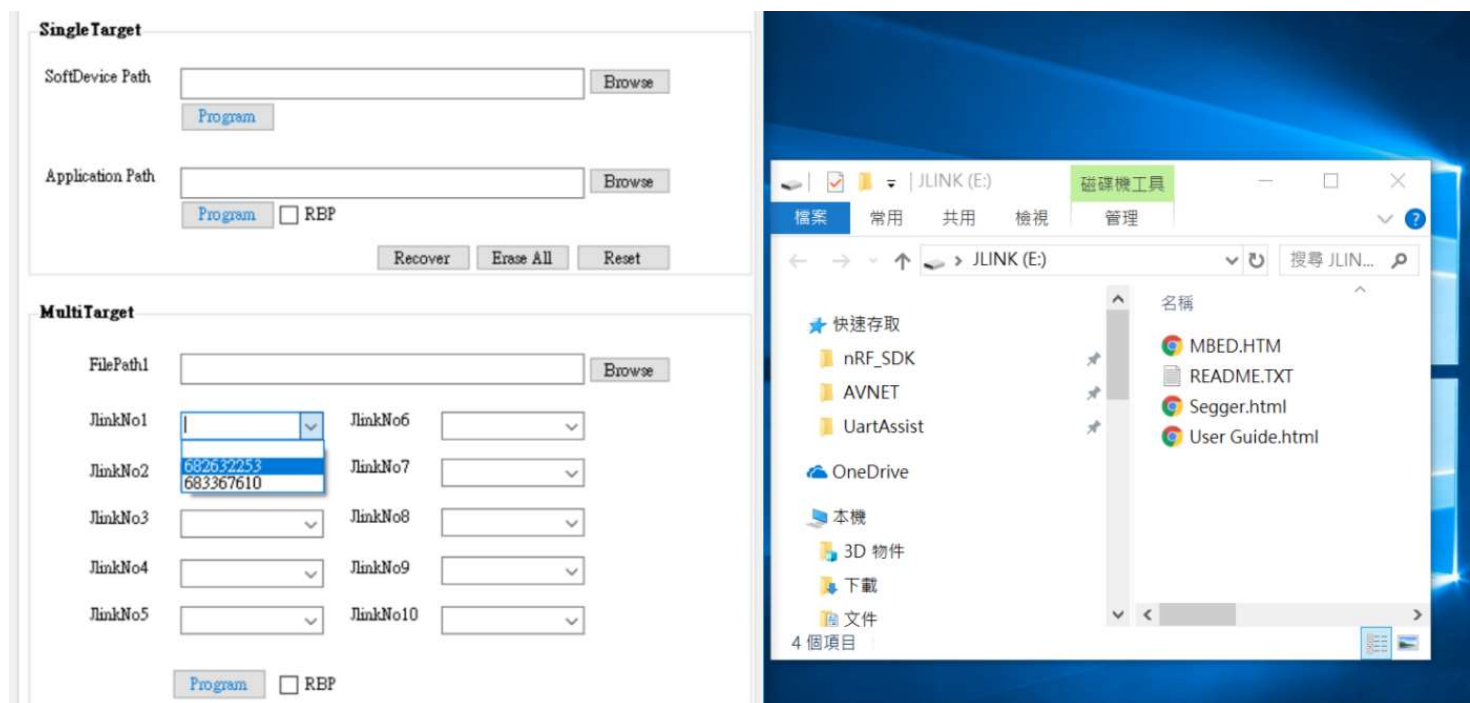 SingleTarget
SoftDevice Path
Browse
Program
Application Path
Browse
Program
RBP
Recover
Erase All
Reset
MultiTarget
FilePath1
Browse
JlinkNo1
JlinkNo6
682632253
683367610
JlinkNo2
JlinkNo7
JlinkNo3
JlinkNo8
JlinkNo4
JlinkNo9
JlinkNo5
JlinkNo10
Program
RBP
JLINK (E:)
磁碟機工具
檔案
常用
共用
檢視
管理
JLINK (E:)
搜尋 JLIN...
快速存取
nRF_SDK
AVNET
UartAssist
OneDrive
本機
3D 物件
下載
文件
名稱
MBED.HTM
README.TXT
Segger.html
User Guide.html
4 個項目